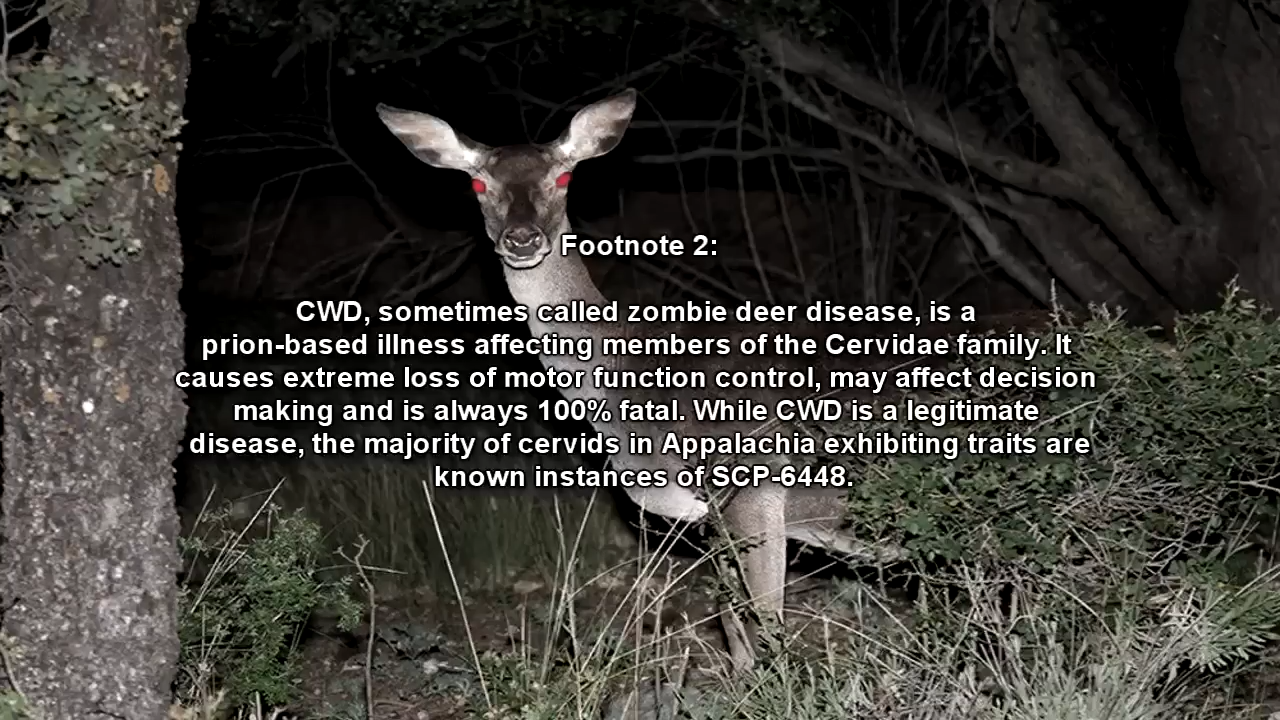 Footnote 2:
CWD, sometimes called zombie deer disease, is a
prion-based illness affecting members of the Cervidae family. It
causes extreme loss of motor function control, may affect decision
making and is always 100% fatal. While CWD is a legitimate
disease, the majority of cervids in Appalachia exhibiting traits are
known instances of SCP-6448.